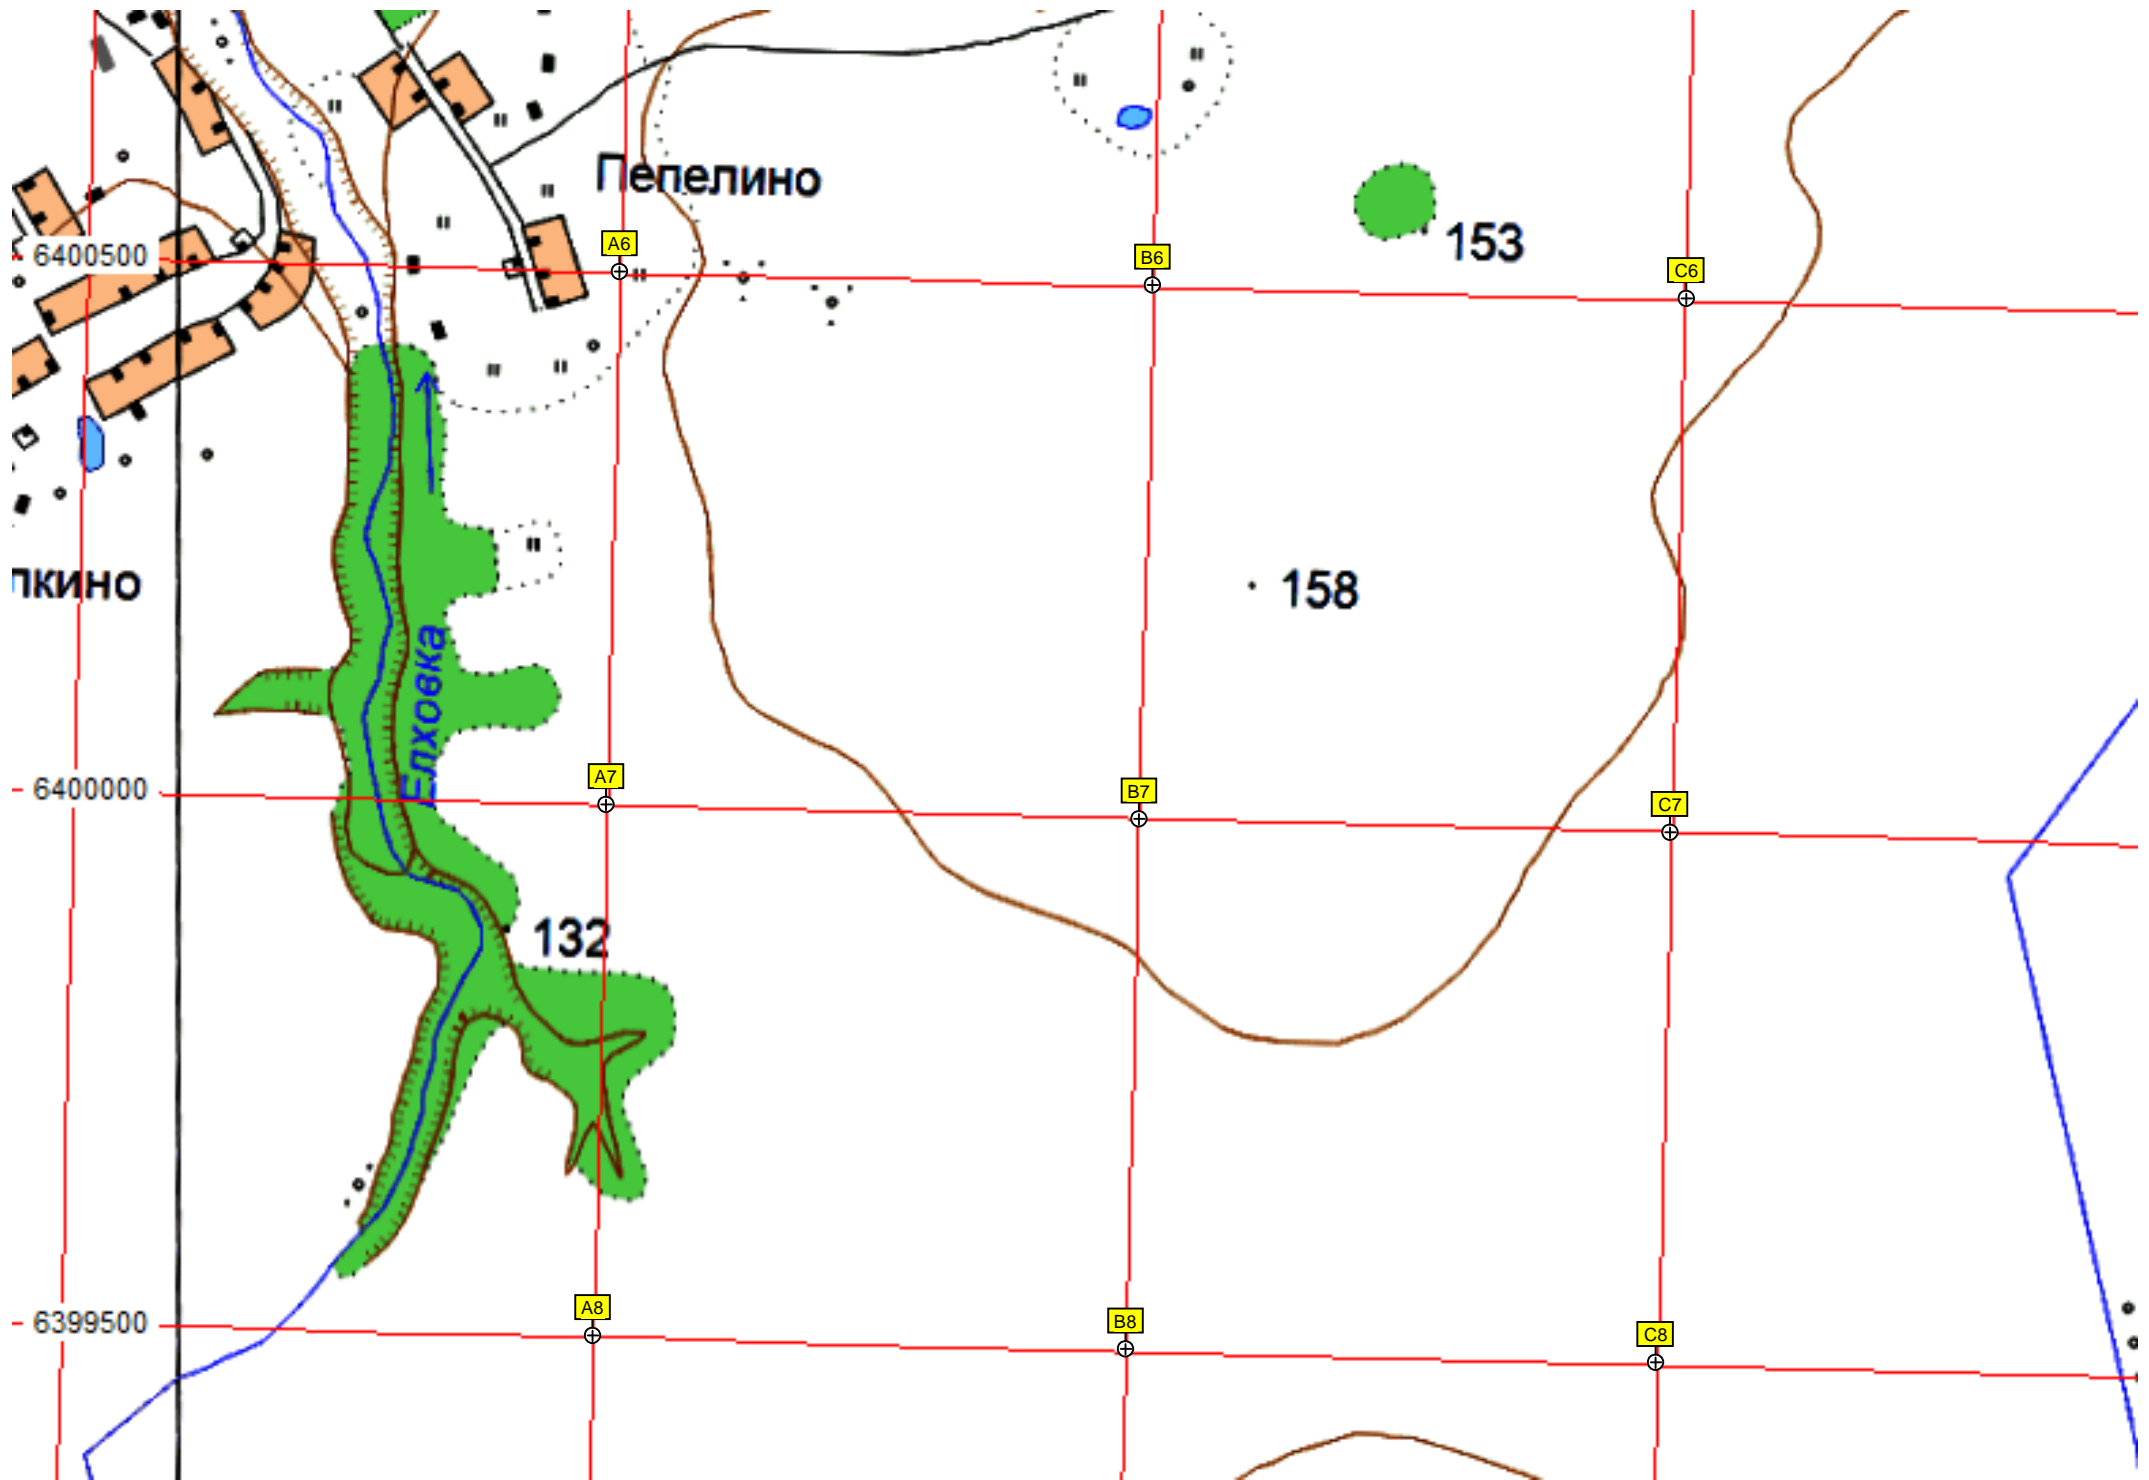 Пепелино
A6
B6
C6
6400500
153
158
пкино
Елховка
A7
B7
C7
6400000
132
A8
B8
C8
6399500